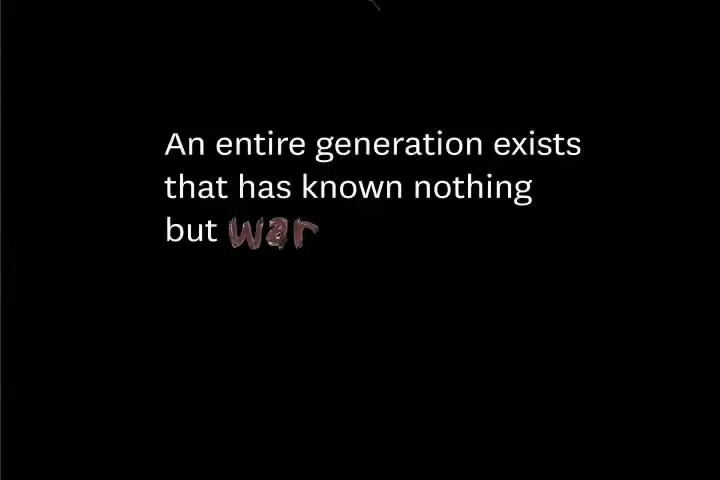 An entire generation exists
that has known nothing
but war